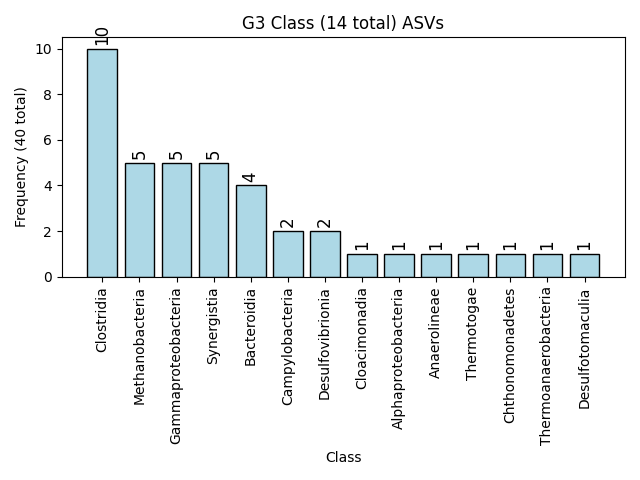 G3 Class (14 total) ASVs
Frequency (40 total)
10
8
6
4
2
0
10
5
5
5
4
2
2
1
1
1
1
1
1
1
Clostridia
Methanobacteria
Gammaproteobacteria
Synergistia
Bacteroidia
Campylobacteria
Desulfovibrionia
Cloacimonadia
Alphaproteobacteria
Anaerolineae
Thermotogae
Chthonomonadetes
Thermoanaerobacteria
Desulfotomaculia
Class